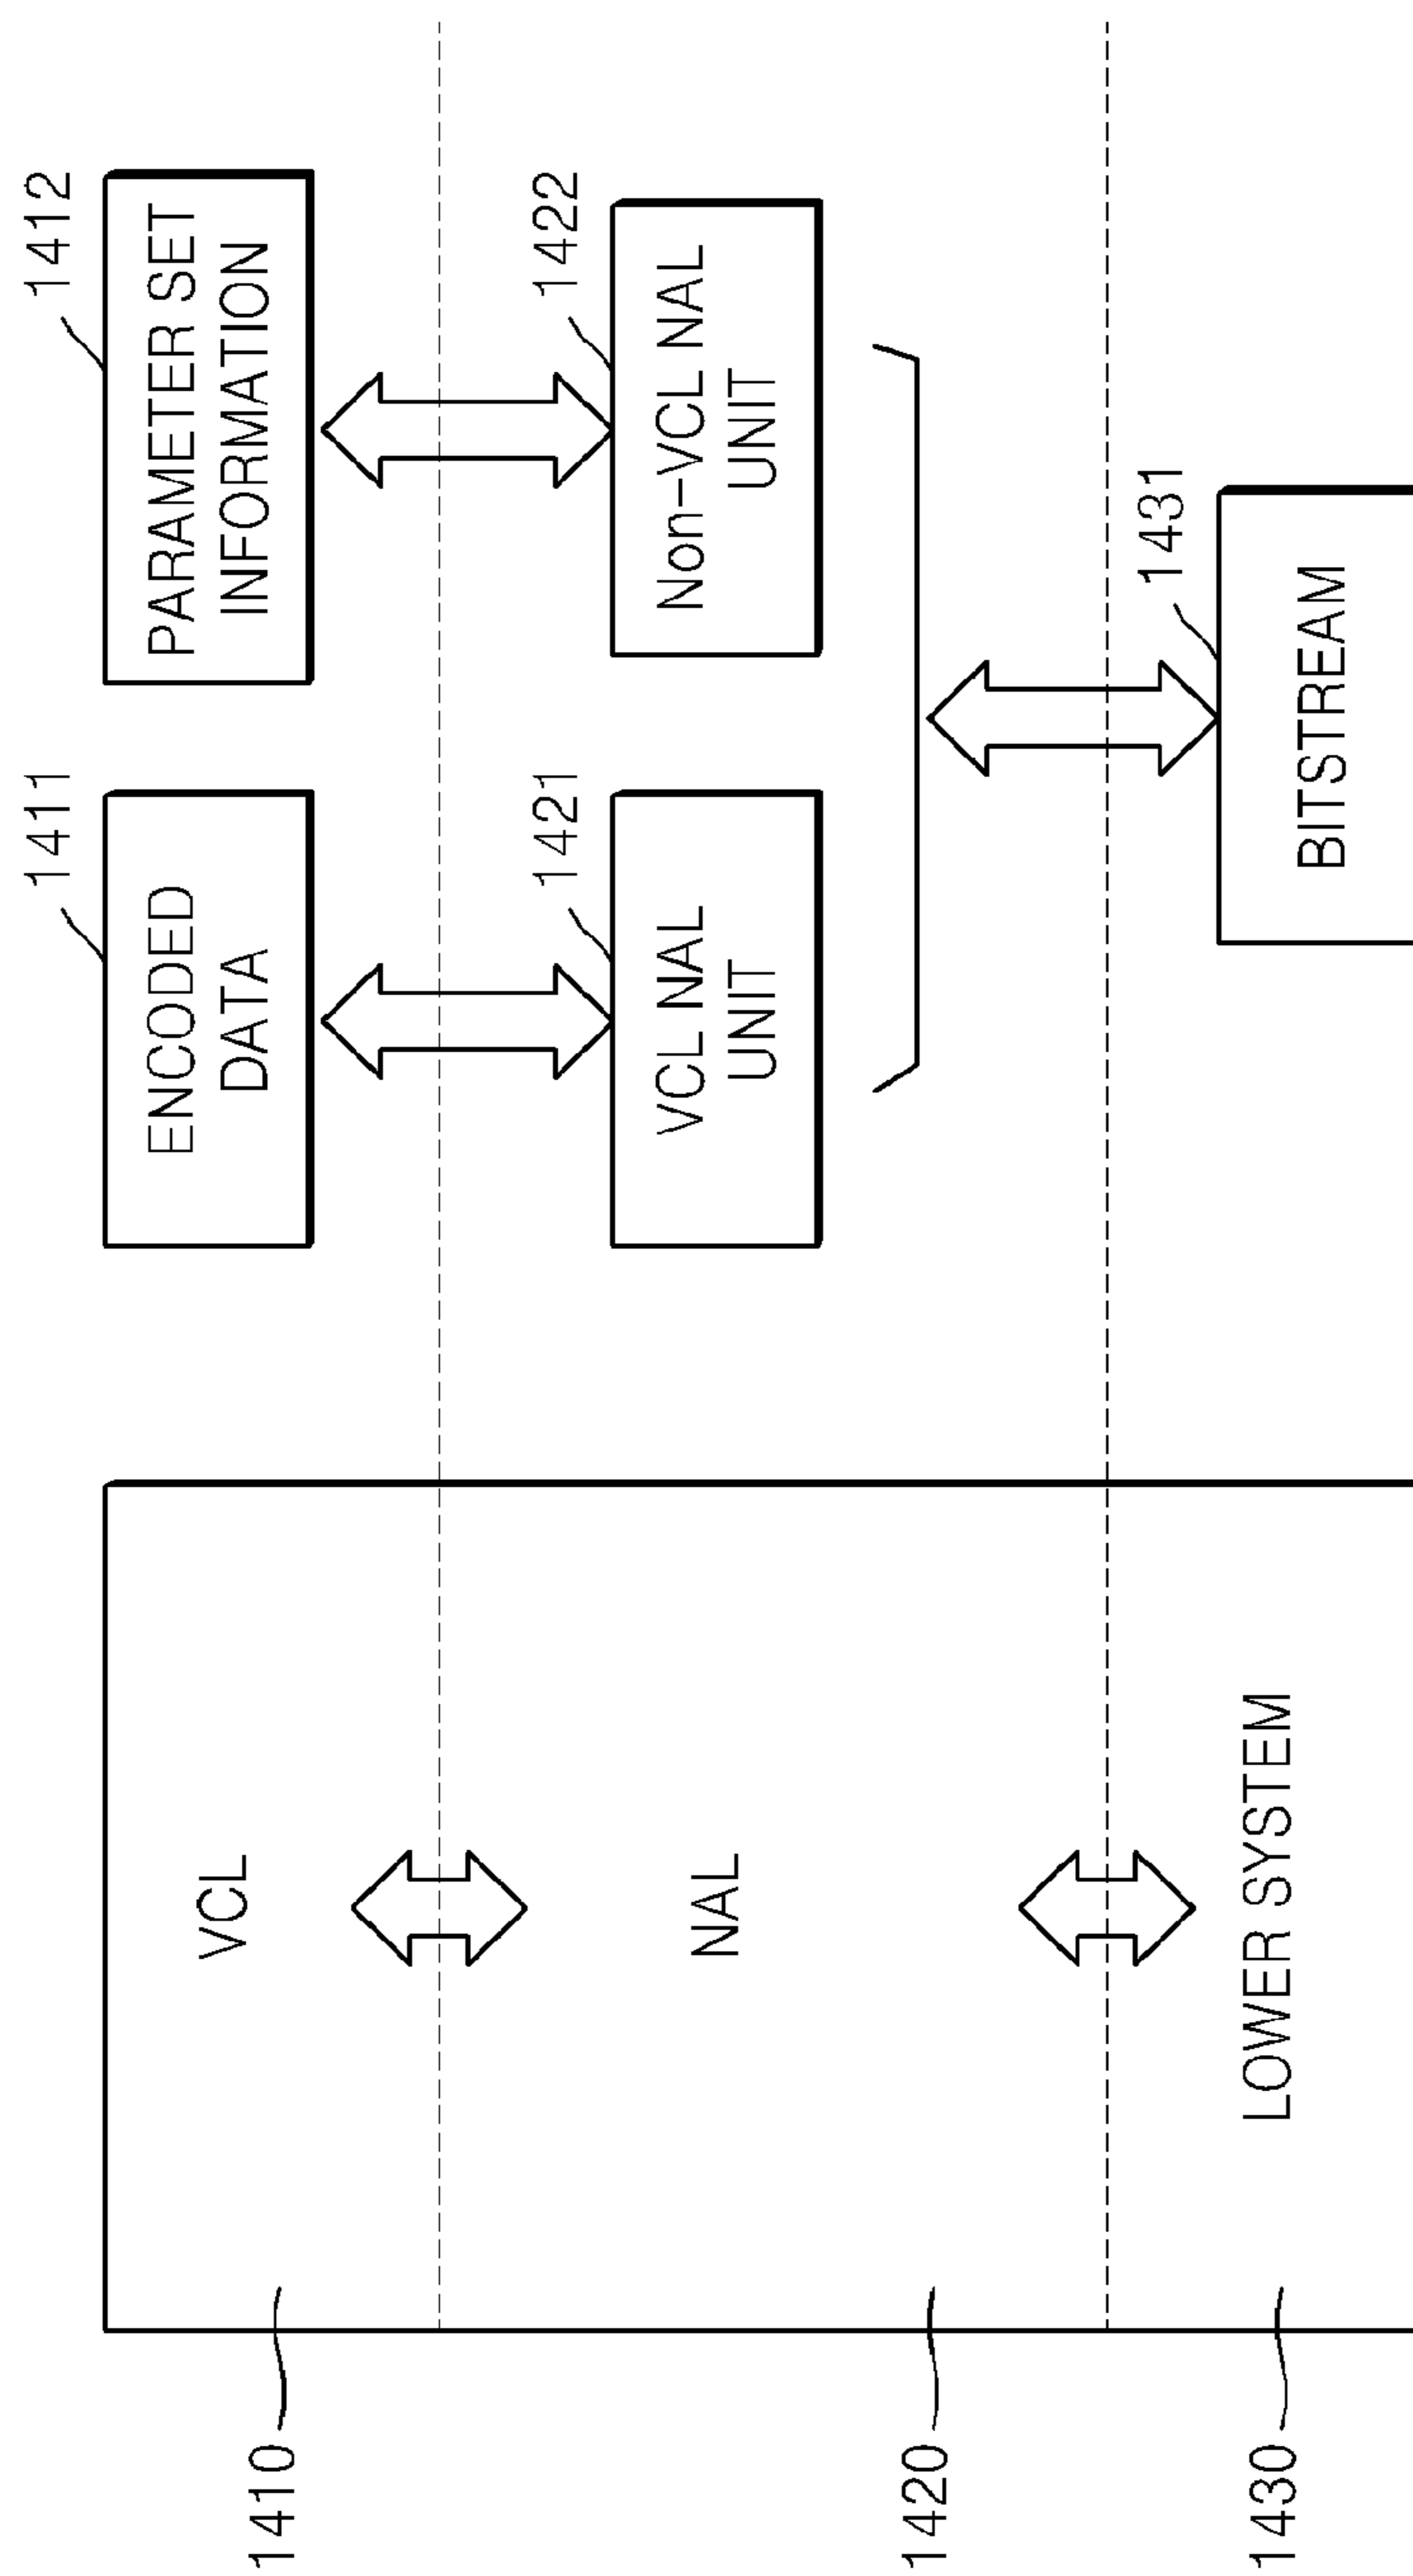 1411
1412
1410
VCL
ENCODED
DATA
PARAMETER SET
INFORMATION
1421
1422
1420
NAL
VCL NAL
UNIT
Non-VCL NAL
UNIT
1431
1430
LOWER SYSTEM
BITSTREAM